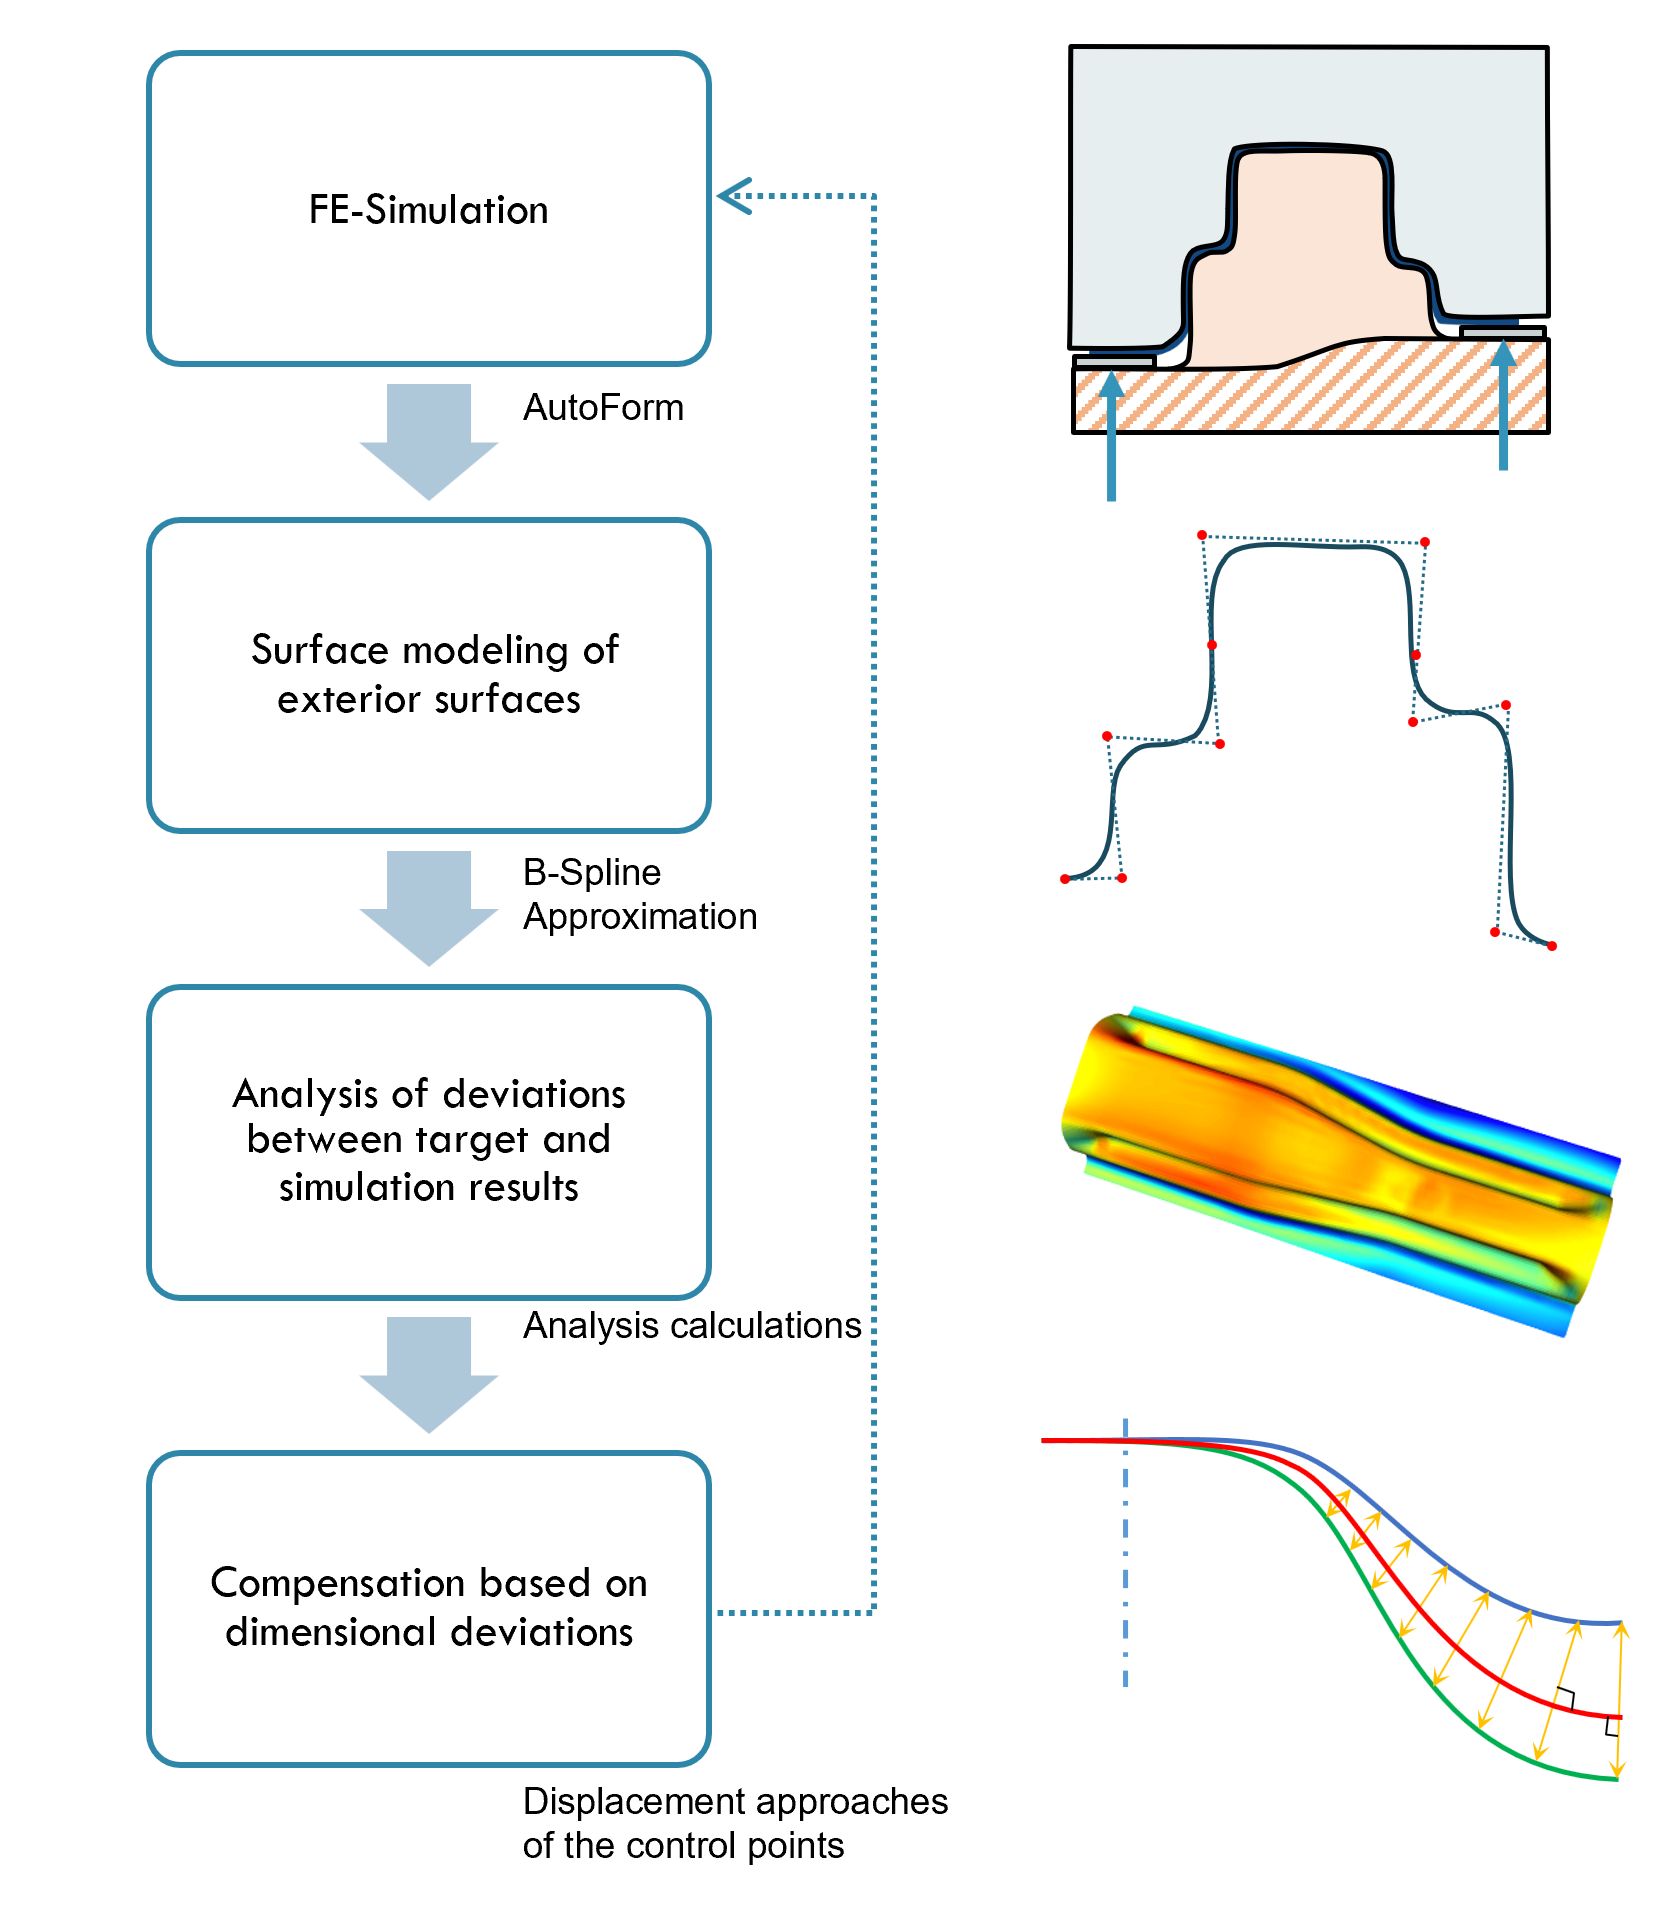 FE-Simulation
AutoForm
Surface modeling of
exterior surfaces
B-Spline
Approximation
Analysis of deviations
between target and
simulation results
Analysis calculations
Compensation based on
dimensional deviations
Displacement approaches
of the control points